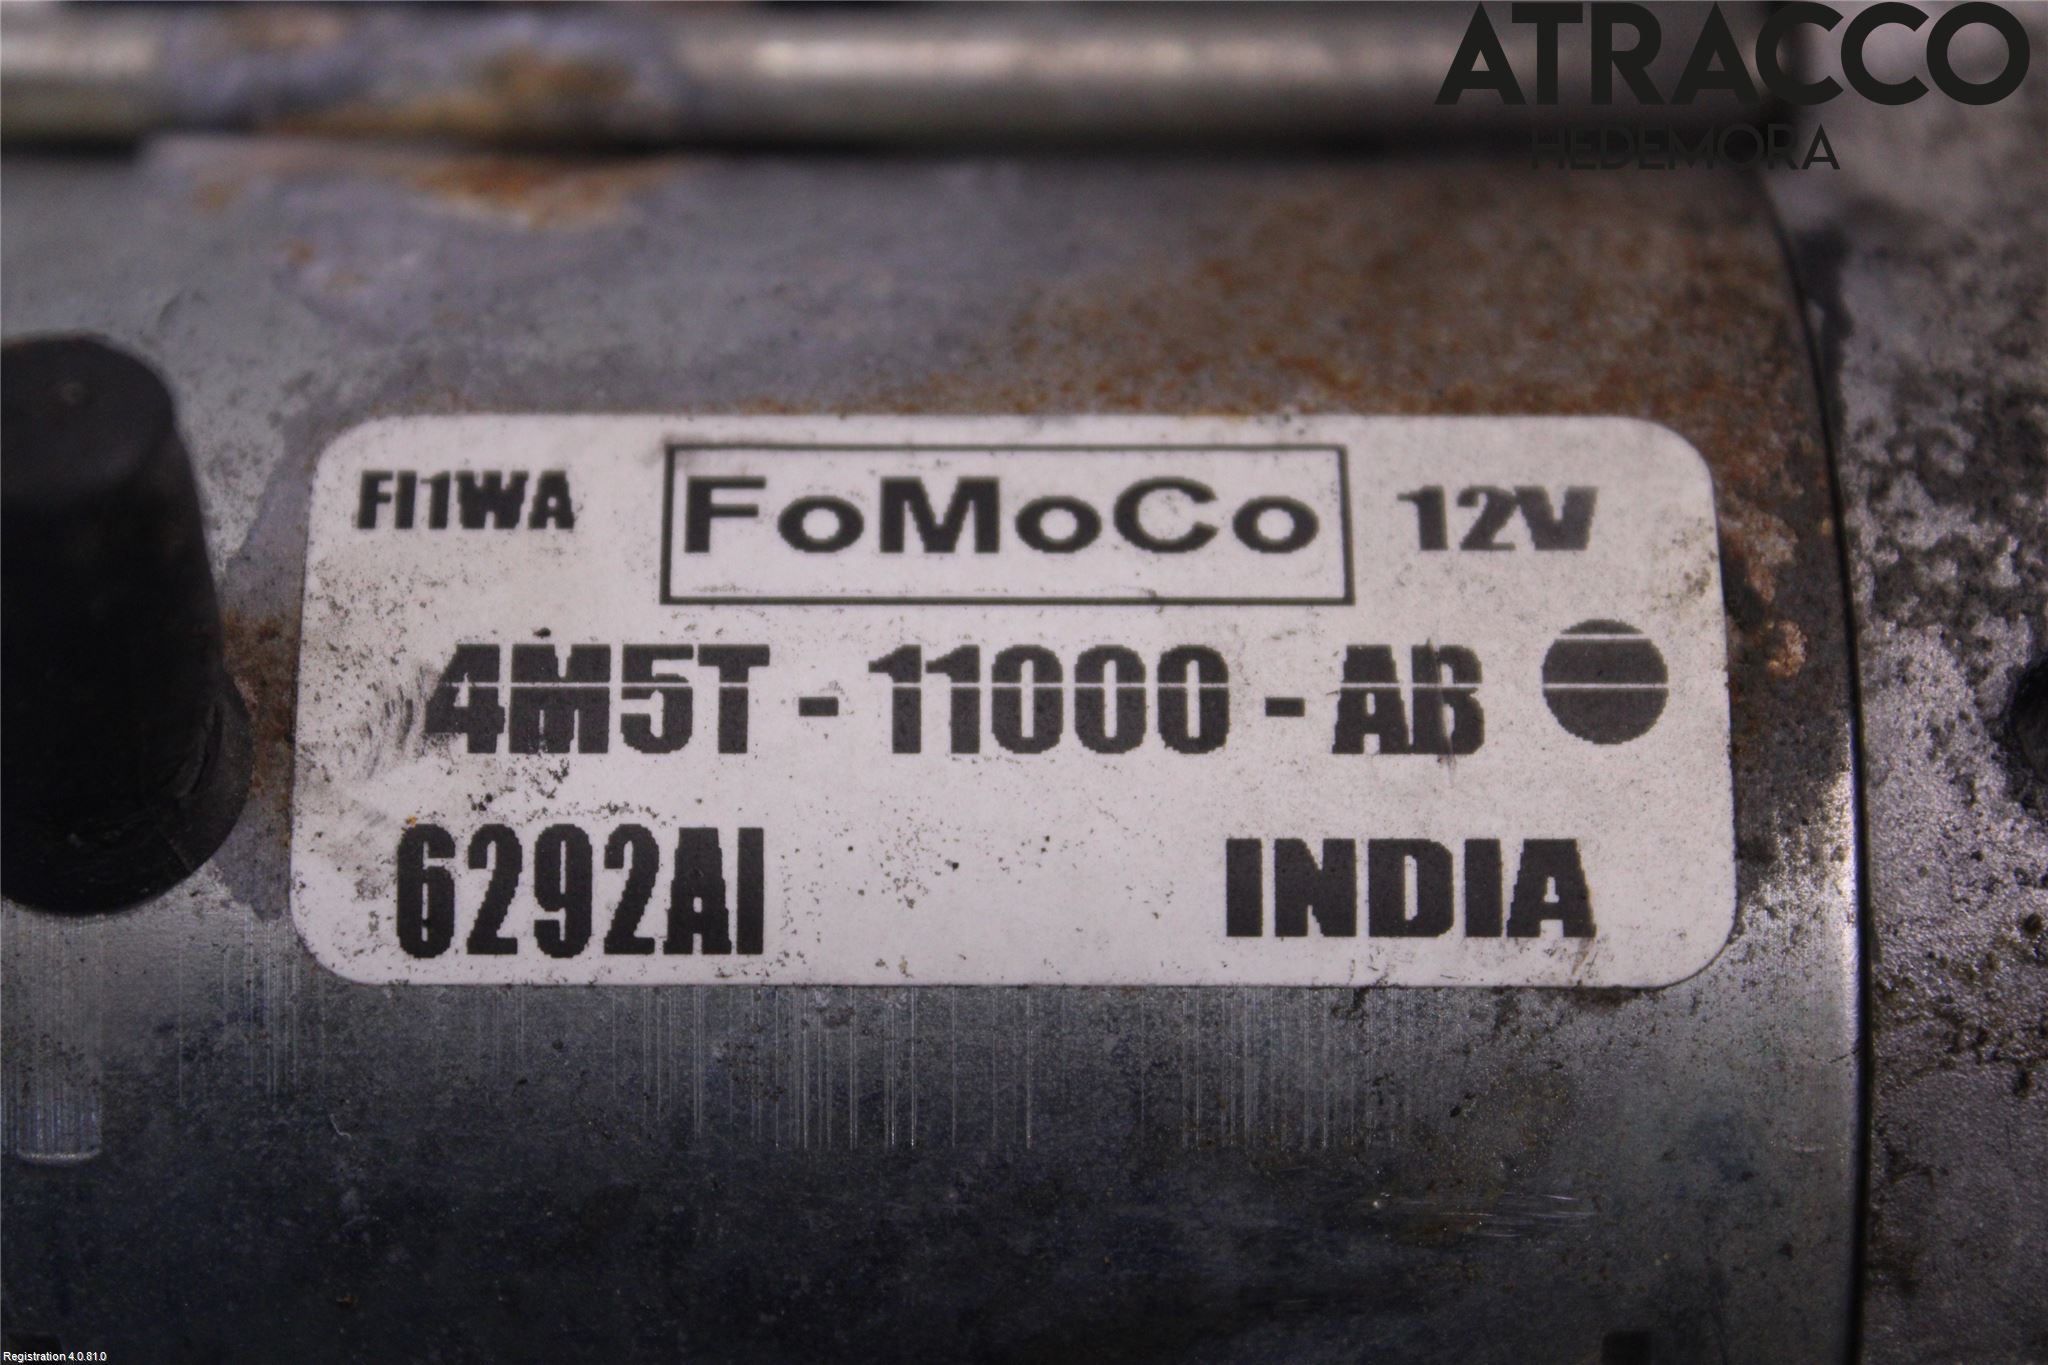 ATRACCO
HEDEMORA
FI1WA FoMoCo 12V
4M5T - 11000 - AB
6292AI INDIA
Registration 4.0.81.0